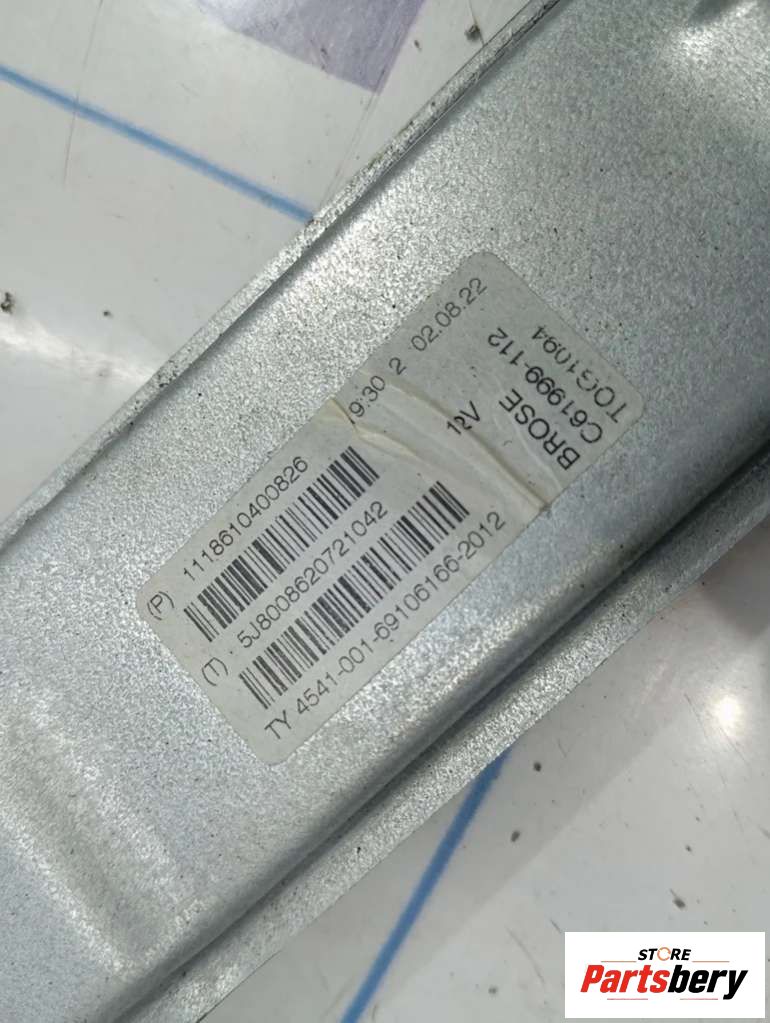 (P) 1118610400826
(T) 5J8008620721042
TY 4541-001-69106166-2012
9:30 2 02.08.22
12V
BROSE
C61999-112
TOG1094
STORE
Partsbery